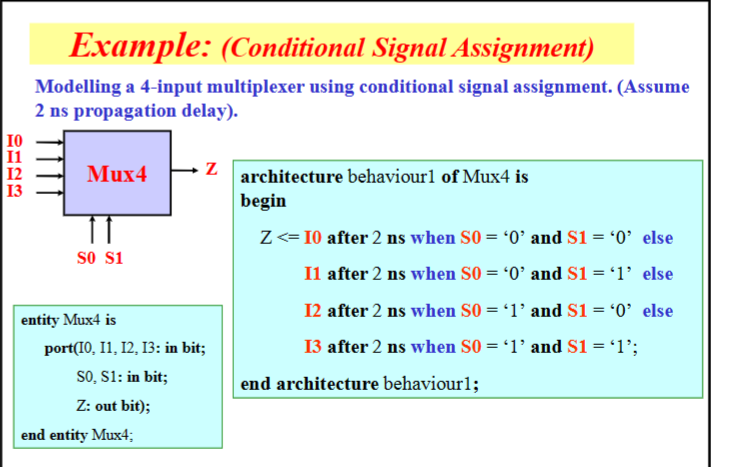 Example: (Conditional Signal Assignment)
Modelling a 4-input multiplexer using conditional signal assignment. (Assume
2 ns propagation delay).
I0
I1
I2
I3
Mux4
Z
S0 S1
entity Mux4 is
port(I0, I1, I2, I3: in bit;
S0, S1: in bit;
Z: out bit);
end entity Mux4;
architecture behaviour1 of Mux4 is
begin
Z <= I0 after 2 ns when S0 = ‘0’ and S1 = ‘0’ else
I1 after 2 ns when S0 = ‘0’ and S1 = ‘1’ else
I2 after 2 ns when S0 = ‘1’ and S1 = ‘0’ else
I3 after 2 ns when S0 = ‘1’ and S1 = ‘1’;
end architecture behaviour1;